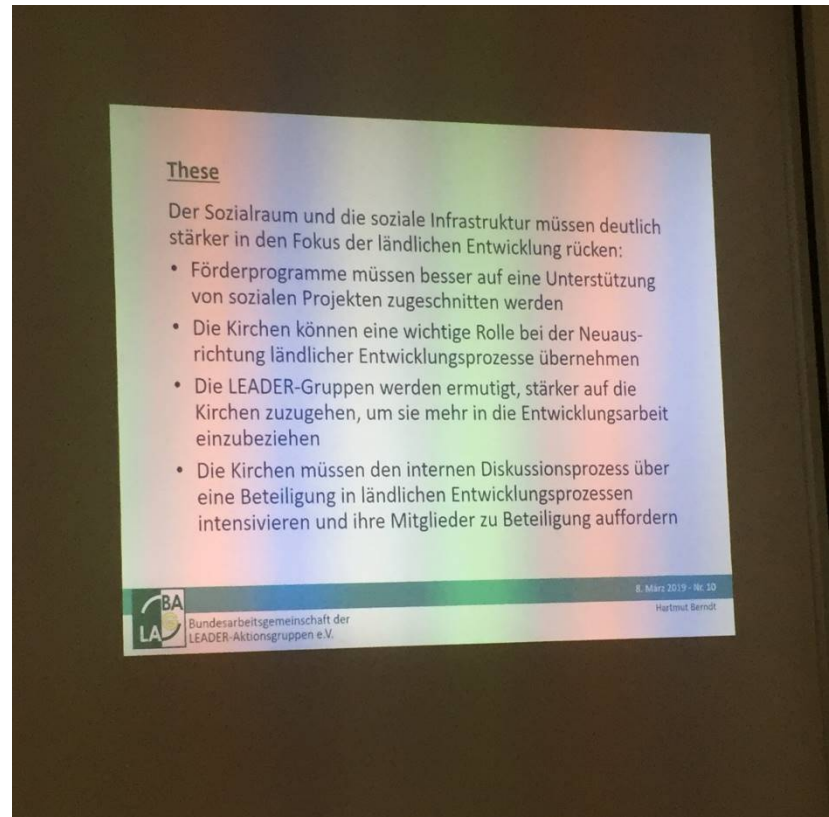 These
Der Sozialraum und die soziale Infrastruktur müssen deutlich
stärker in den Fokus der ländlichen Entwicklung rücken:
• Förderprogramme müssen besser auf eine Unterstützung
von sozialen Projekten zugeschnitten werden
• Die Kirchen können eine wichtige Rolle bei der Neuaus-
richtung ländlicher Entwicklungsprozesse übernehmen
• Die LEADER-Gruppen werden ermutigt, stärker auf die
Kirchen zuzugehen, um sie mehr in die Entwicklungsarbeit
einzubeziehen
• Die Kirchen müssen den internen Diskussionsprozess über
eine Beteiligung in ländlichen Entwicklungsprozessen
intensivieren und ihre Mitglieder zu Beteiligung auffordern
8. März 2019 - Nr. 10
Hartmut Berndt
BA
LA
Bundesarbeitsgemeinschaft der
LEADER-Aktionsgruppen e.V.